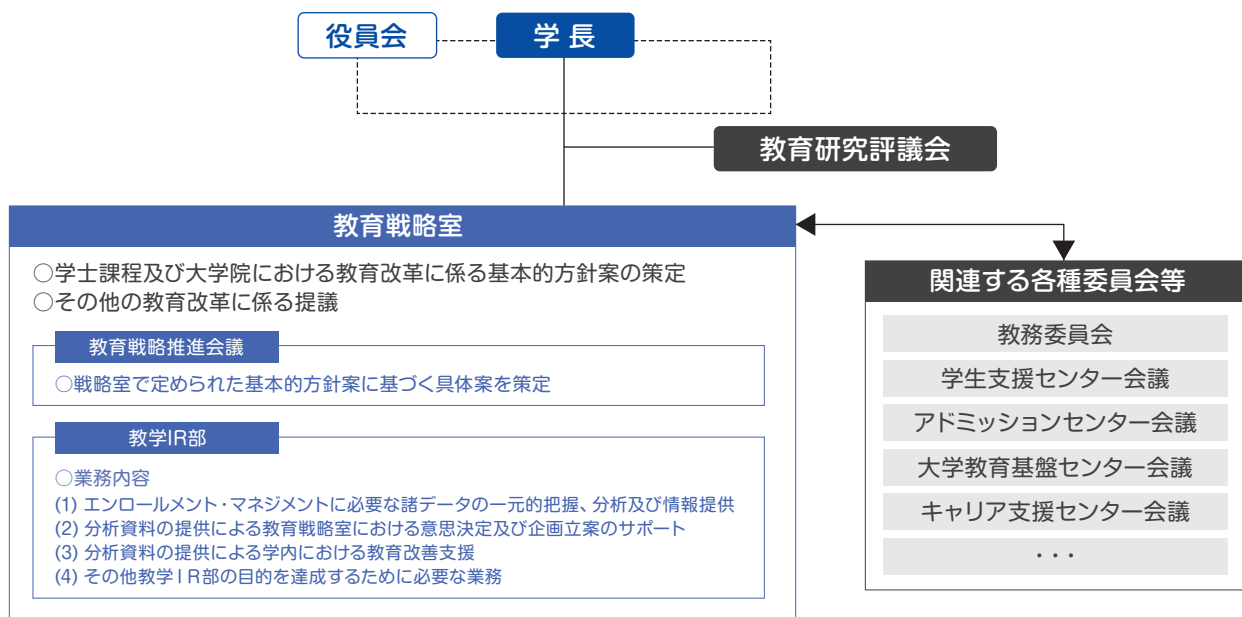 役員会
学 長
教育研究評議会
教育戦略室
○学士課程及び大学院における教育改革に係る基本的方針案の策定
○その他の教育改革に係る提議
教育戦略推進会議
○戦略室で定められた基本的方針案に基づく具体案を策定
教学IR部
○業務内容
(1) エンロールメント・マネジメントに必要な諸データの一元的把握、分析及び情報提供
(2) 分析資料の提供による教育戦略室における意思決定及び企画立案のサポート
(3) 分析資料の提供による学内における教育改善支援
(4) その他教学IR部の目的を達成するために必要な業務
関連する各種委員会等
教務委員会
学生支援センター会議
アドミッションセンター会議
大学教育基盤センター会議
キャリア支援センター会議
・・・